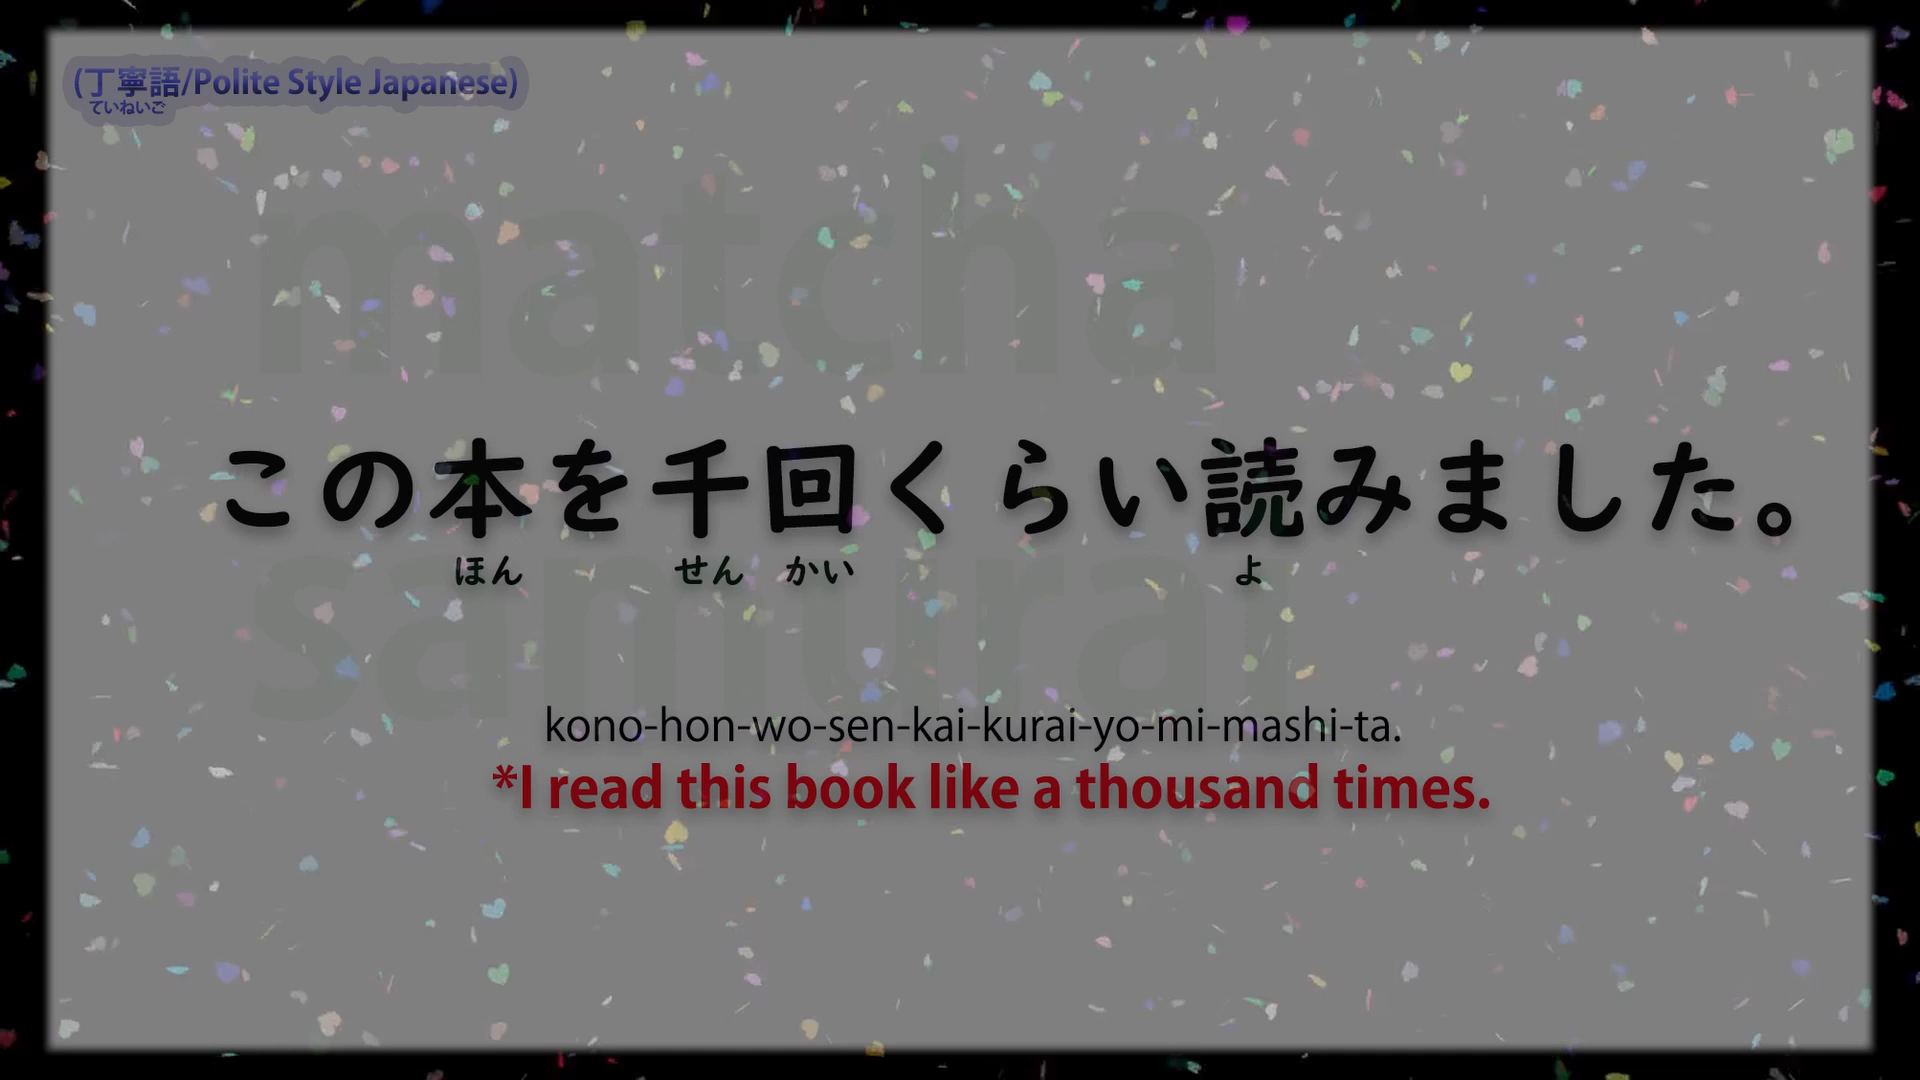 (丁寧語/Polite Style Japanese)
ていねいご
matcha
この本を千回くらい読みました。
ほん せん かい よ
samurai
kono-hon-wo-sen-kai-kurai-yo-mi-mashi-ta.
*I read this book like a thousand times.